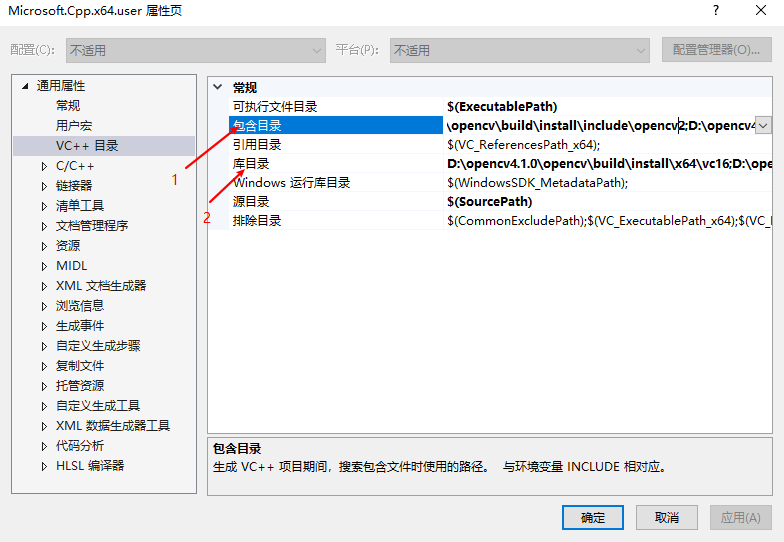 Microsoft.Cpp.x64.user 属性页
?
配置(C):
不适用
平台(P):
不适用
配置管理器(O)...
通用属性
常规
用户宏
VC++ 目录
C/C++
链接器
清单工具
文档管理程序
资源
MIDL
XML 文档生成器
浏览信息
生成事件
自定义生成步骤
复制文件
托管资源
自定义生成工具
XML 数据生成器工具
代码分析
HLSL 编译器
常规
可执行文件目录 $(ExecutablePath)
包含目录 \opencv\build\install\include\opencv2;D:\opencv4
引用目录 $(VC_ReferencesPath_x64);
库目录 D:\opencv4.1.0\opencv\build\install\x64\vc16;D:\ope
Windows 运行库目录 $(WindowsSDK_MetadataPath);
源目录 $(SourcePath)
排除目录 $(CommonExcludePath);$(VC_ExecutablePath_x64);$(VC_
1
2
包含目录
生成 VC++ 项目期间，搜索包含文件时使用的路径。 与环境变量 INCLUDE 相对应。
确定
取消
应用(A)